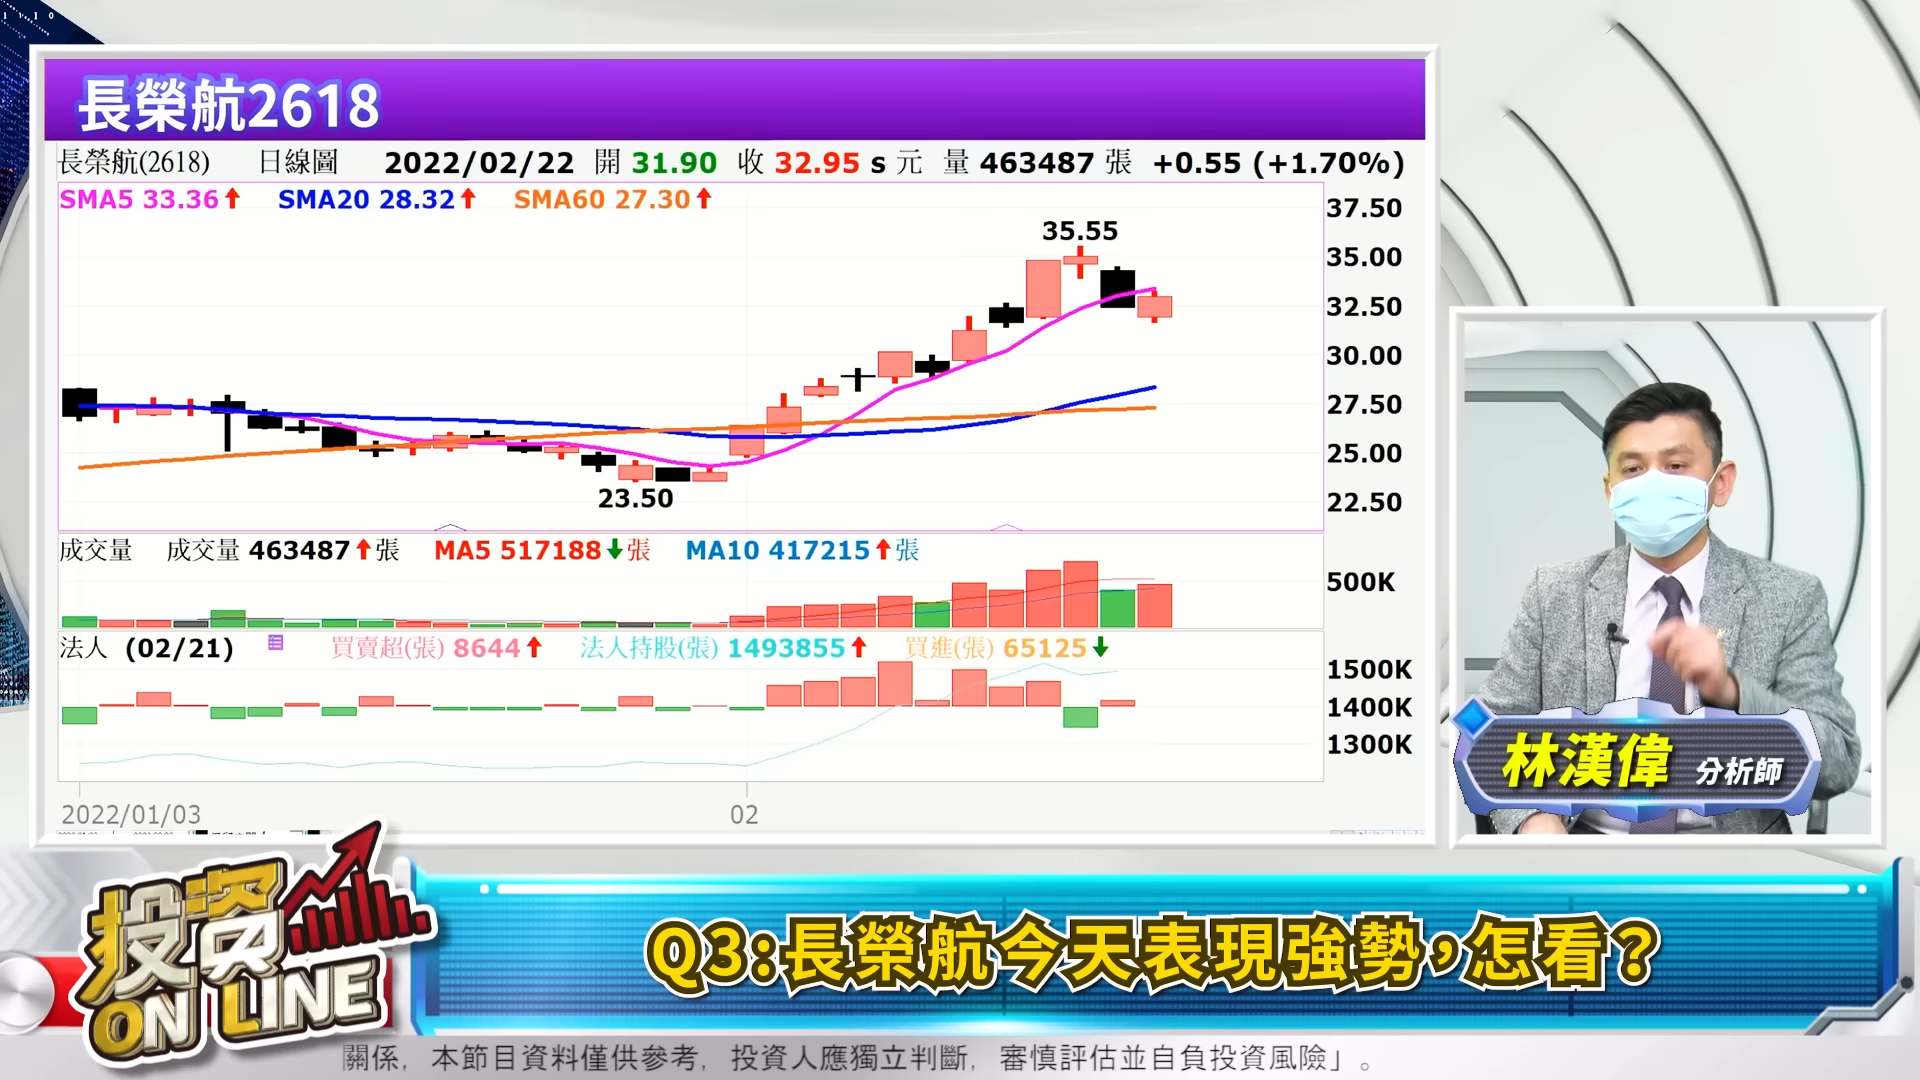 長榮航2618
長榮航(2618) 日線圖 2022/02/22 開 31.90 收 32.95 s 元 量 463487 張 +0.55 (+1.70%)
SMA5 33.36 SMA20 28.32 SMA60 27.30
37.50
35.55
35.00
32.50
30.00
27.50
25.00
23.50
22.50
成交量 成交量 463487 張 MA5 517188 張 MA10 417215 張
500K
法人 (02/21) 買賣超(張) 8644 法人持股(張) 1493855 買進(張) 65125
1500K
1400K
1300K
2022/01/03 02
林漢偉 分析師
投資
ON LINE
Q3:長榮航今天表現強勢,怎看?
關係, 本節目資料僅供參考, 投資人應獨立判斷, 審慎評估並自負投資風險」。